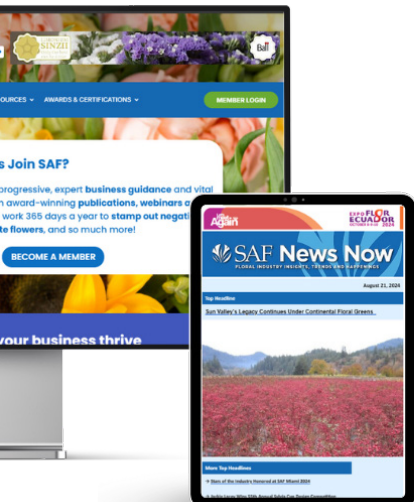 SINZII
Ball
OURCES
AWARDS & CERTIFICATIONS
MEMBER LOGIN
s Join SAF?
progressive, expert business guidance and vital
n award-winning publications, webinars a
work 365 days a year to stamp out negati
te flowers, and so much more!
BECOME A MEMBER
your business thrive
Again
EXPO FLOR
ECUADOR
2024
SAF News Now
FLORAL INDUSTRY INSIGHTS, TRENDS AND HAPPENINGS
August 21, 2024
Top Headline
Sun Valley's Legacy Continues Under Continental Floral Greens
More Top Headlines
Stars of the Industry Honored at SAF Miami 2024